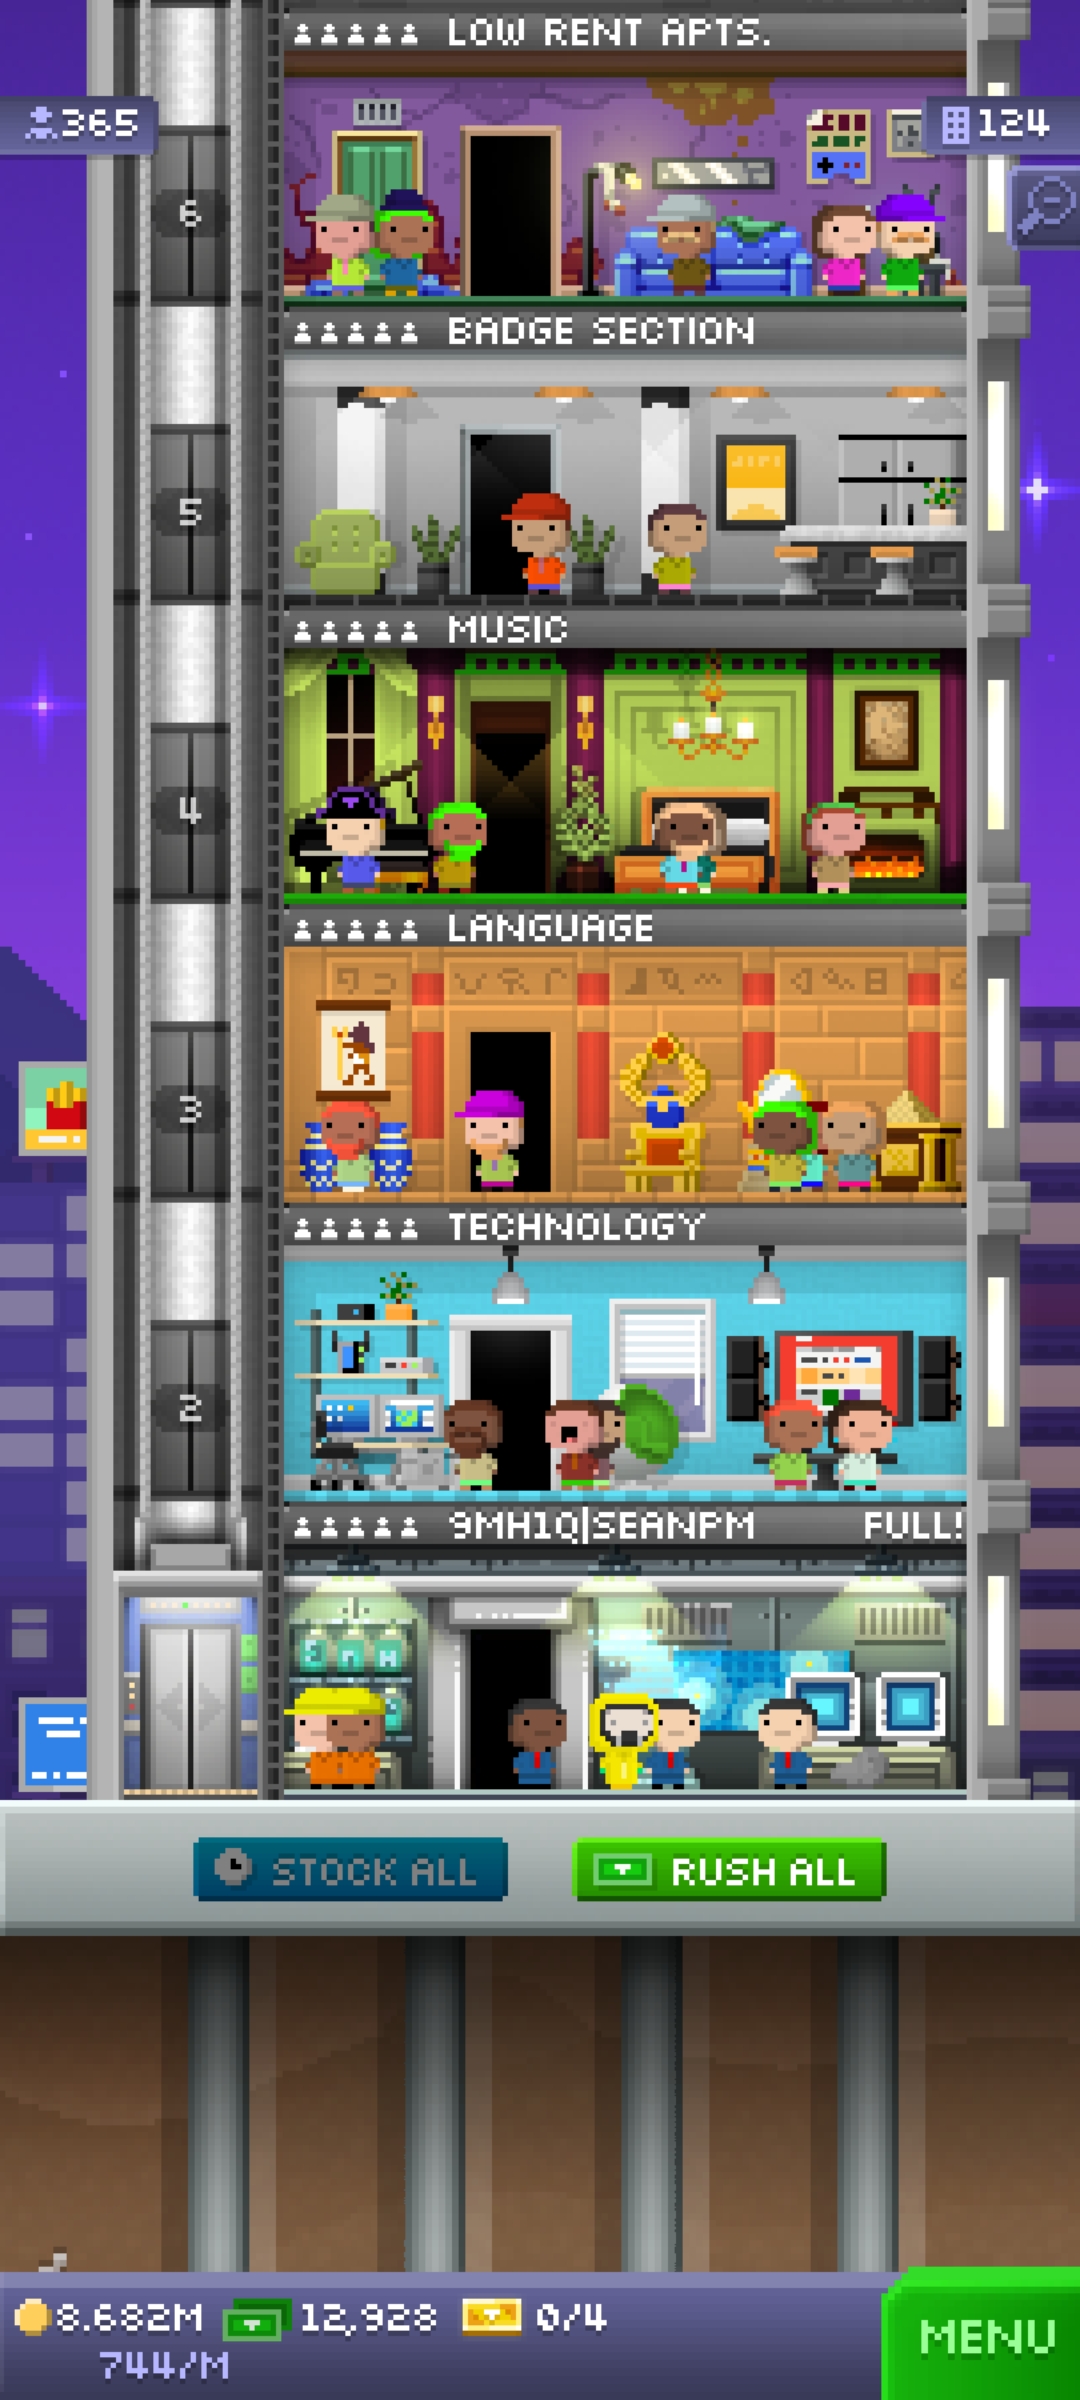 LOW RENT APTS.
365
124
6
BADGE SECTION
5
MUSIC
4
LANGUAGE
3
TECHNOLOGY
2
9MH1Q|SEANPM FULL!
STOCK ALL
RUSH ALL
8.682M 12,928 0/4
744/M
MENU